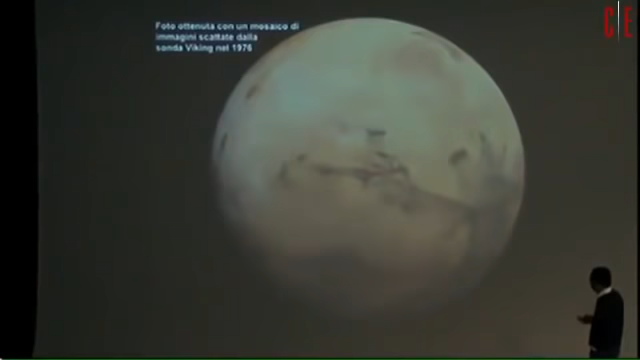 Foto ottenuta con un mosaico di
immagini scattate dalla
sonda Viking nel 1976
C E